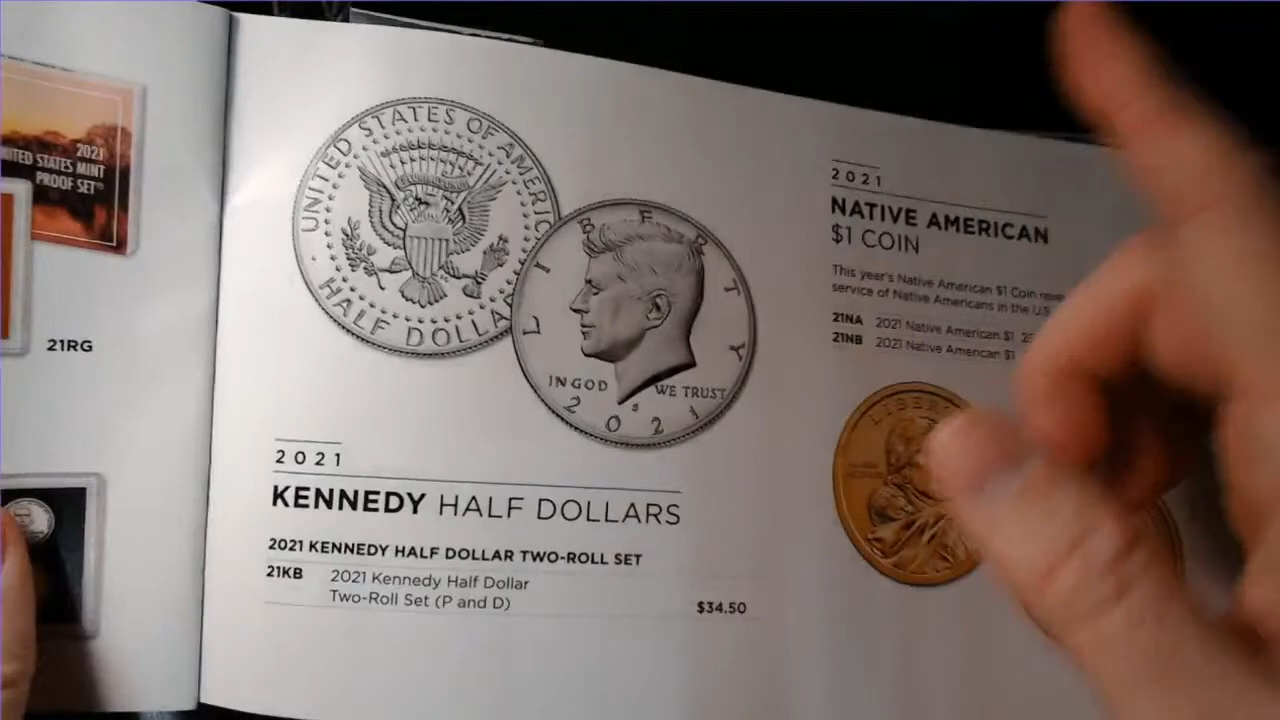 2021
UNITED STATES MINT
PROOF SET
21RG
UNITED STATES OF AMERICA
HALF DOLLA
LIBERTY
IN GOD WE TRUST
S
2021
2021
KENNEDY HALF DOLLARS
2021 KENNEDY HALF DOLLAR TWO-ROLL SET
21KB 2021 Kennedy Half Dollar
Two-Roll Set (P and D) $34.50
2021
NATIVE AMERICAN
$1 COIN
This year's Native American $1 Coin
service of Native Americans in the U.S
21NA 2021 Native American $1
21NB 2021 Native American $1